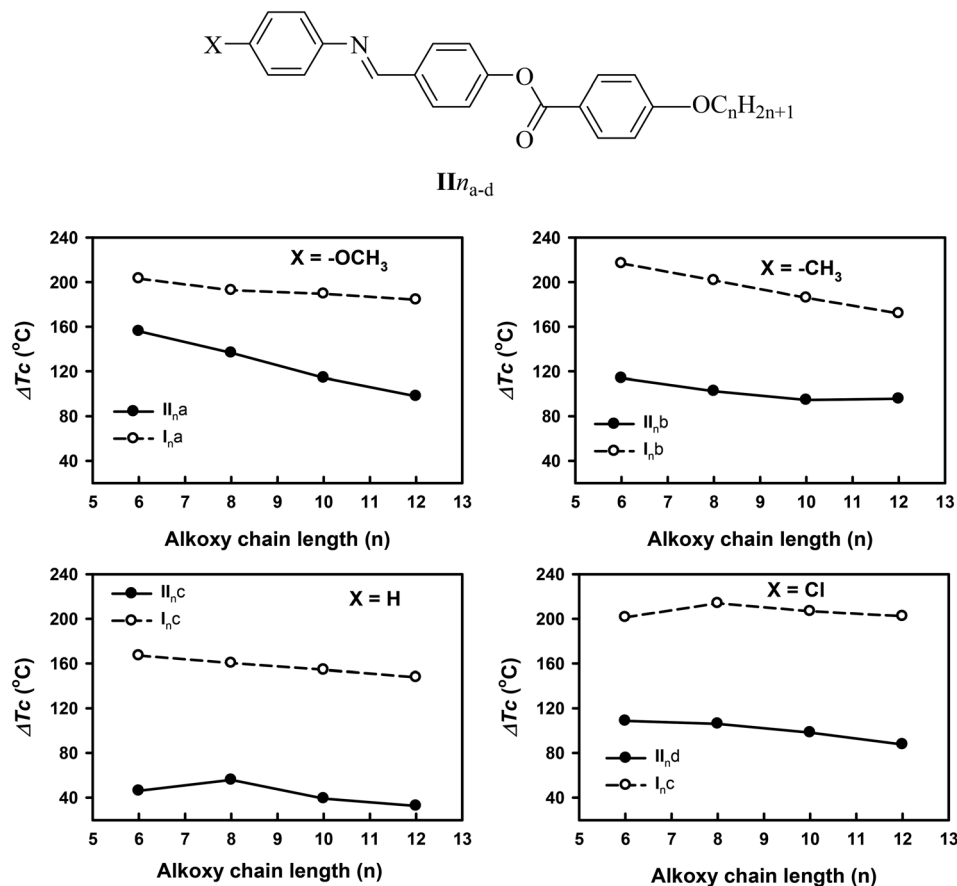 X
N
O
O
OCnH2n+1
IIna-d
X = -OCH3
ΔTc (oC)
240
200
160
120
80
40
IIna
Ina
5 6 7 8 9 10 11 12 13
Alkoxy chain length (n)
X = -CH3
ΔTc (oC)
240
200
160
120
80
40
IInb
Inb
5 6 7 8 9 10 11 12 13
Alkoxy chain length (n)
X = H
ΔTc (oC)
240
200
160
120
80
40
IInc
Inc
5 6 7 8 9 10 11 12 13
Alkoxy chain length (n)
X = Cl
ΔTc (oC)
240
200
160
120
80
40
IInd
Inc
5 6 7 8 9 10 11 12 13
Alkoxy chain length (n)